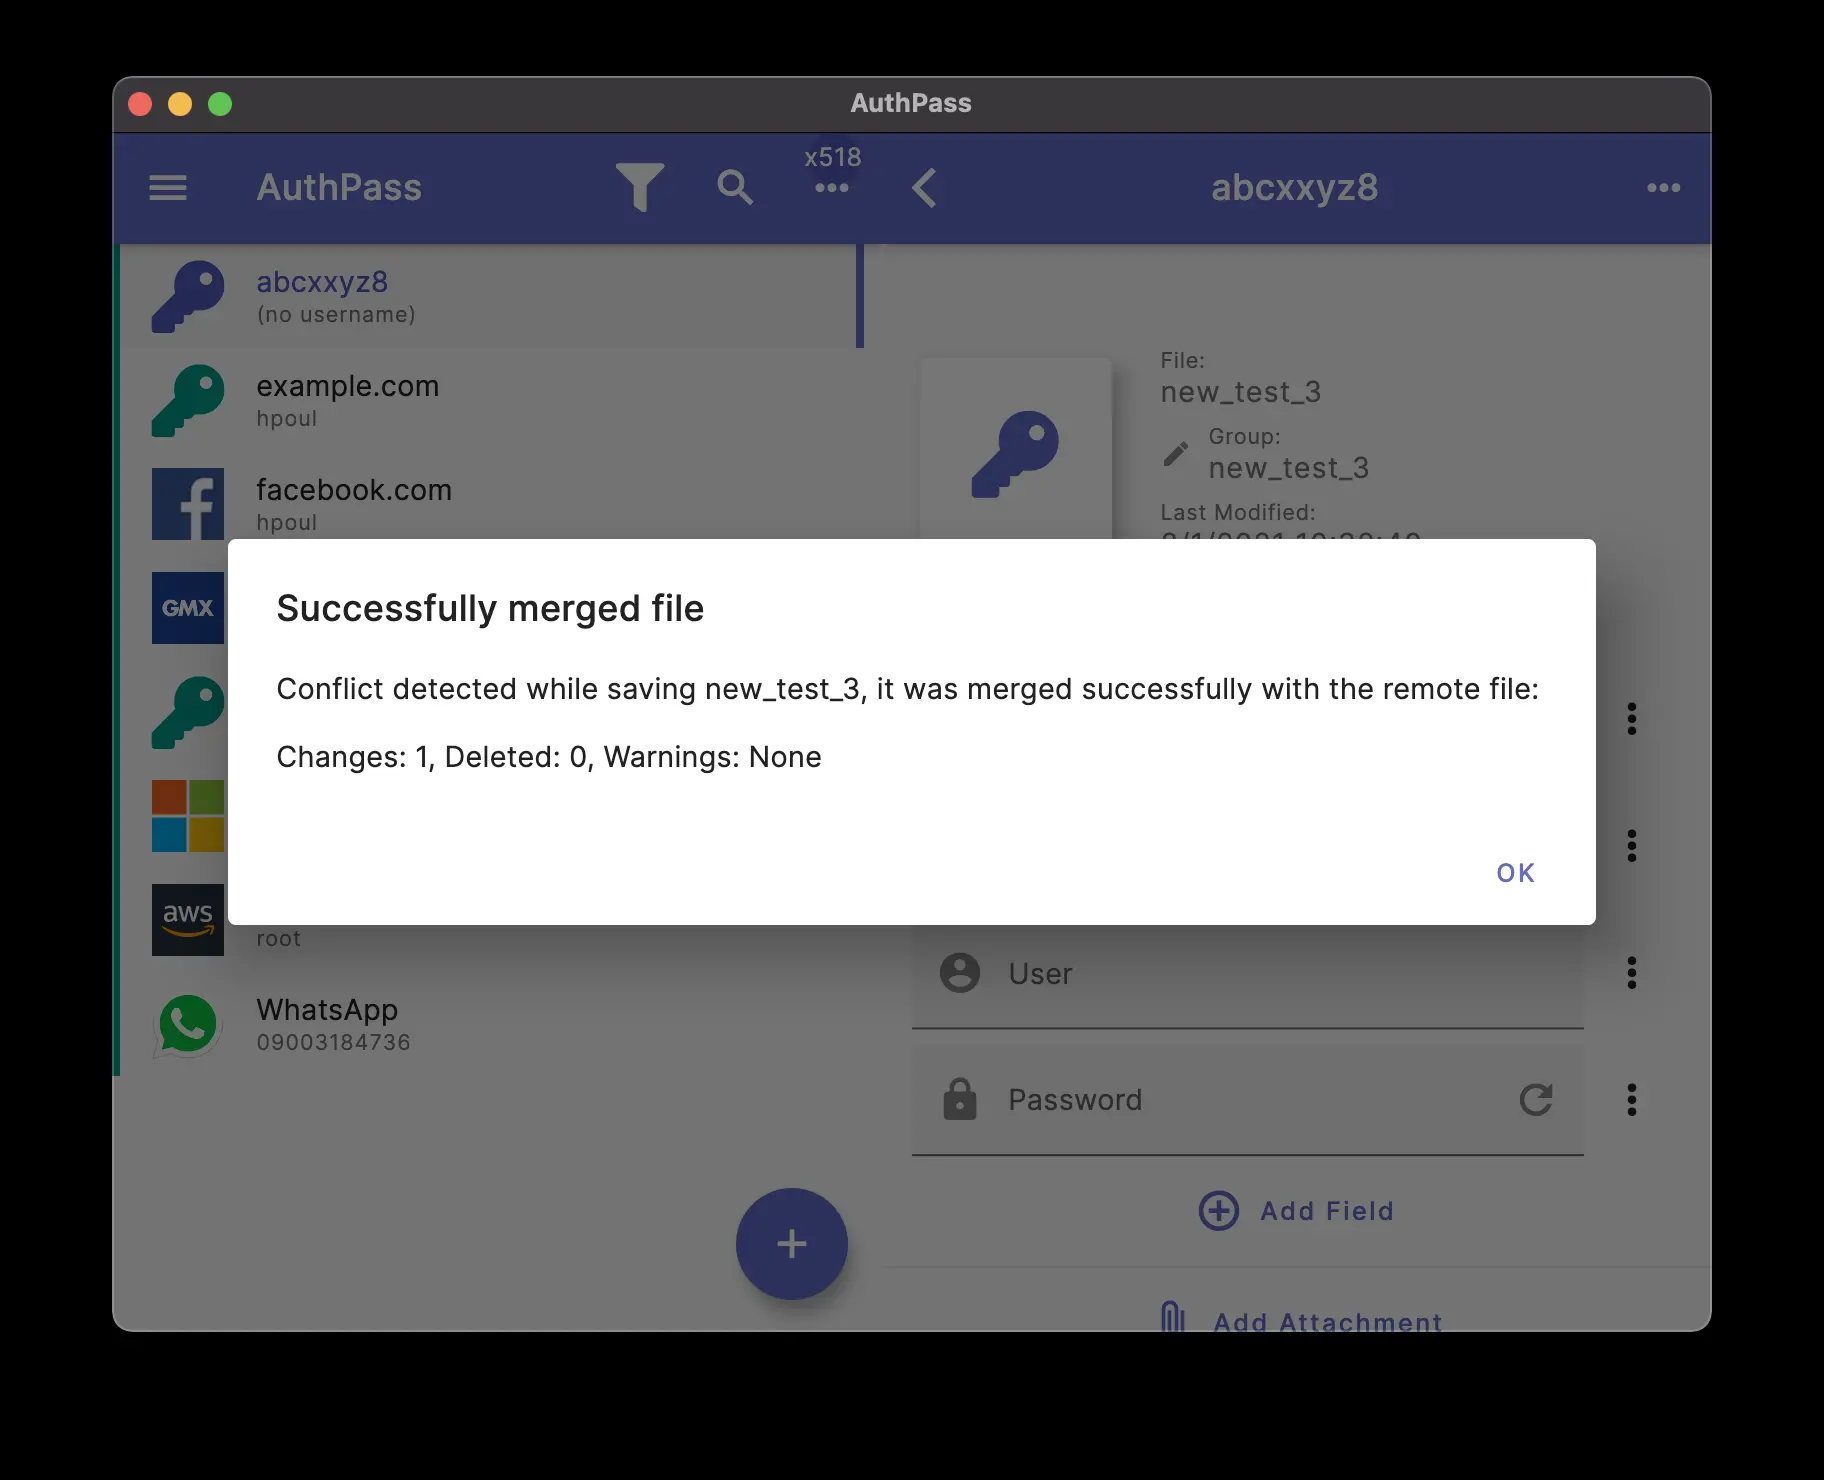 AuthPass
AuthPass
x518
abcxxyz8
abcxxyz8
(no username)
example.com
hpoul
facebook.com
hpoul
GMX
aws
root
WhatsApp
09003184736
File:
new_test_3
Group:
new_test_3
Last Modified:
Successfully merged file
Conflict detected while saving new_test_3, it was merged successfully with the remote file:
Changes: 1, Deleted: 0, Warnings: None
OK
User
Password
Add Field
Add Attachment